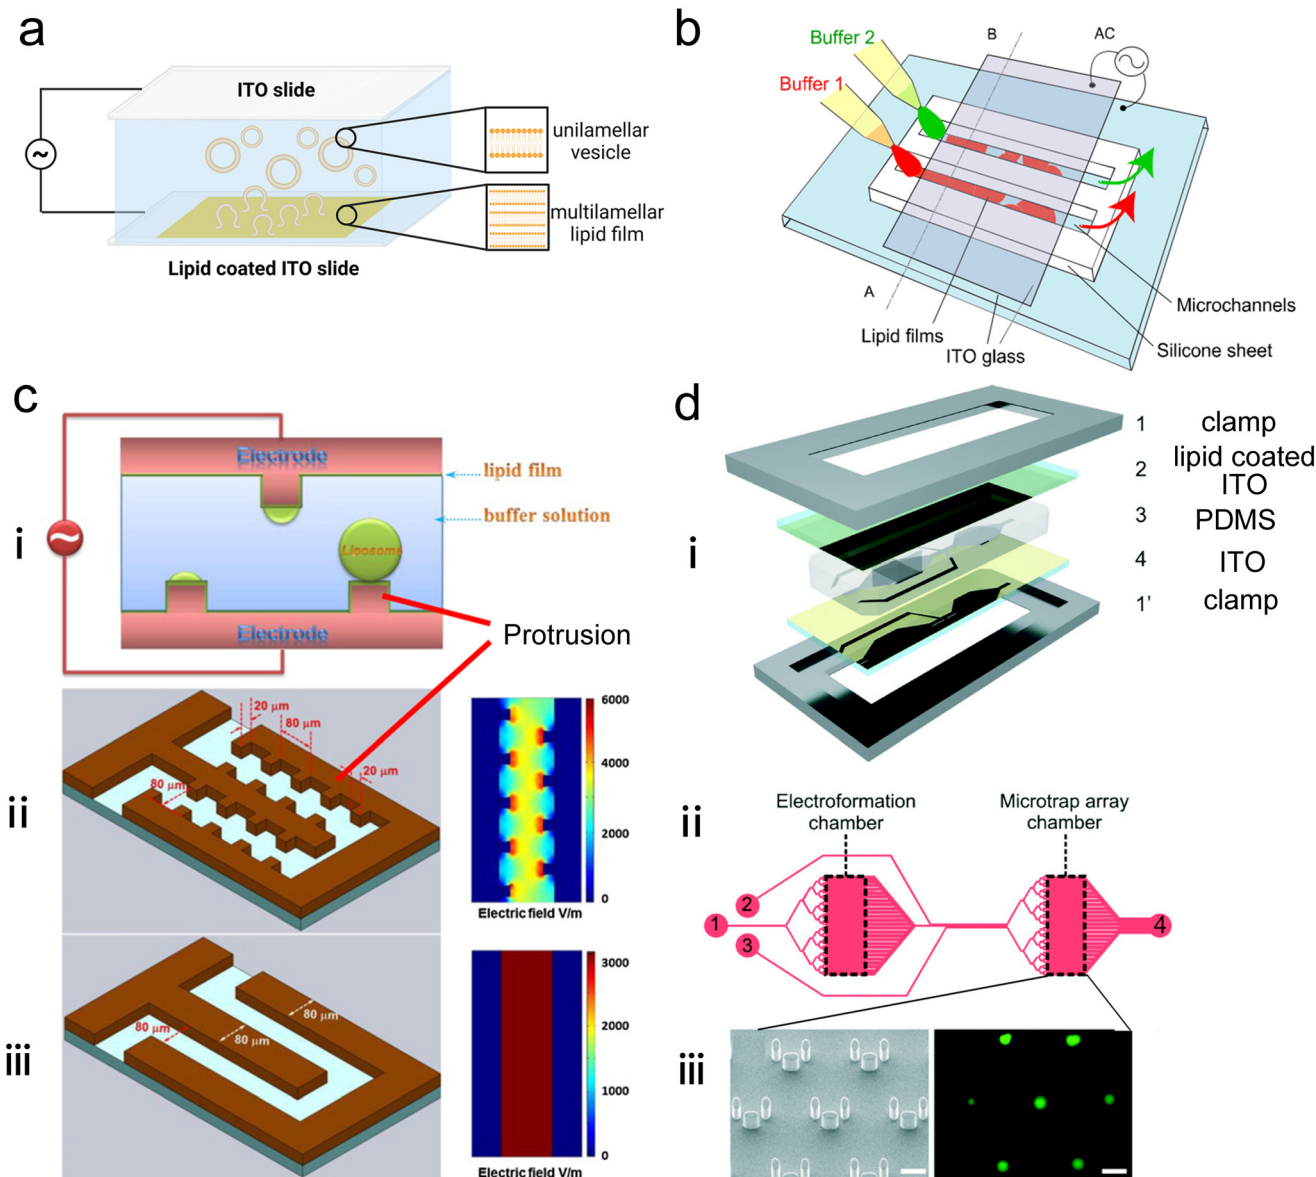 a
ITO slide
~
unilamellar
vesicle
multilamellar
lipid film
Lipid coated ITO slide
b
Buffer 2
Buffer 1
B
AC
A
Lipid films
ITO glass
Microchannels
Silicone sheet
c
i
Electrode
lipid film
buffer solution
Liposome
Electrode
Protrusion
ii
20 μm
80 μm
20 μm
80 μm
6000
4000
2000
0
Electric field V/m
iii
80 μm
80 μm
80 μm
3000
2000
1000
0
Electric field V/m
d
i
1 clamp
2 lipid coated
ITO
3 PDMS
4 ITO
1' clamp
ii
Electroformation
chamber
Microtrap array
chamber
1
2
3
4
iii